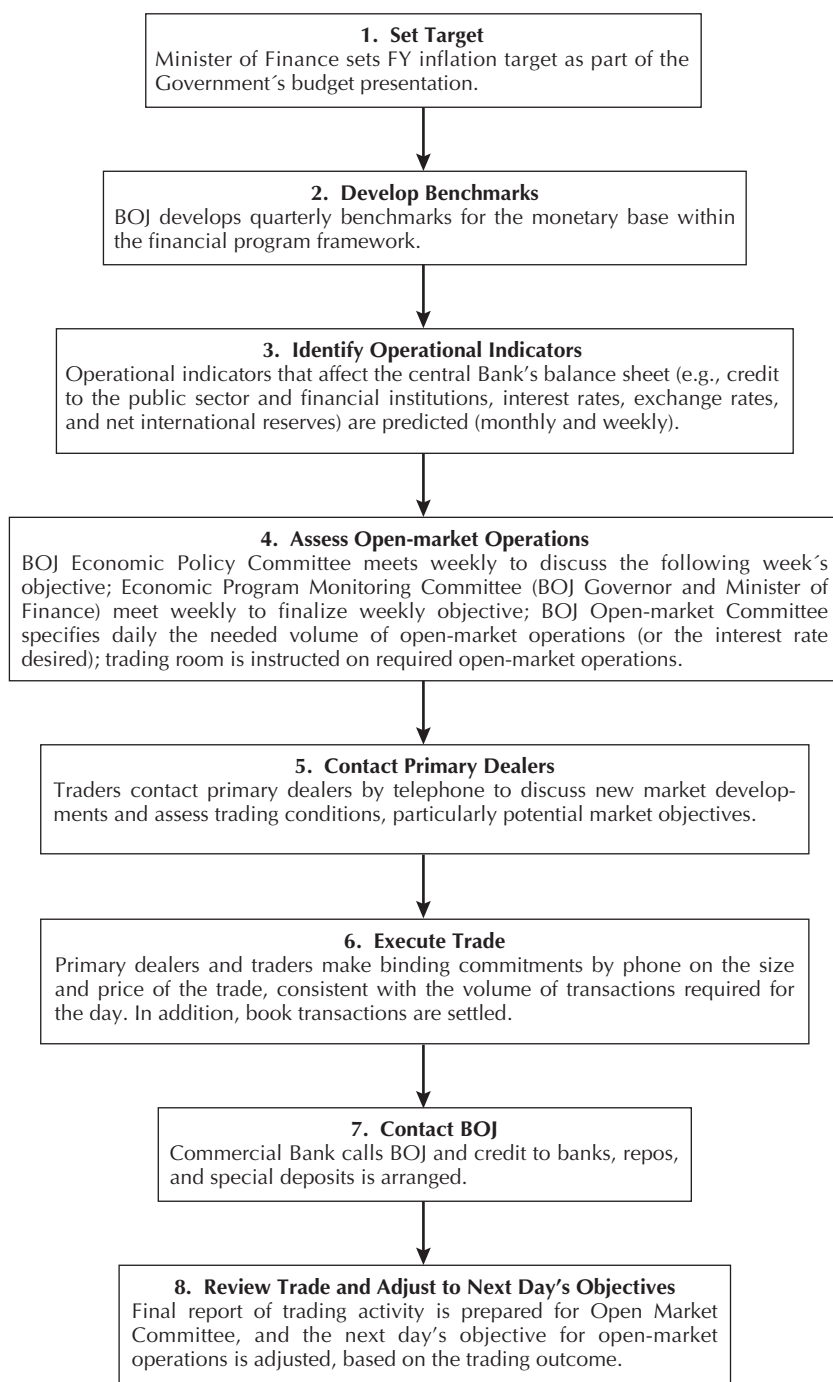 1. Set Target
Minister of Finance sets FY inflation target as part of the
Government´s budget presentation.
2. Develop Benchmarks
BOJ develops quarterly benchmarks for the monetary base within
the financial program framework.
3. Identify Operational Indicators
Operational indicators that affect the central Bank’s balance sheet (e.g., credit
to the public sector and financial institutions, interest rates, exchange rates,
and net international reserves) are predicted (monthly and weekly).
4. Assess Open-market Operations
BOJ Economic Policy Committee meets weekly to discuss the following week´s
objective; Economic Program Monitoring Committee (BOJ Governor and Minister of
Finance) meet weekly to finalize weekly objective; BOJ Open-market Committee
specifies daily the needed volume of open-market operations (or the interest rate
desired); trading room is instructed on required open-market operations.
5. Contact Primary Dealers
Traders contact primary dealers by telephone to discuss new market develop-
ments and assess trading conditions, particularly potential market objectives.
6. Execute Trade
Primary dealers and traders make binding commitments by phone on the size
and price of the trade, consistent with the volume of transactions required for
the day. In addition, book transactions are settled.
7. Contact BOJ
Commercial Bank calls BOJ and credit to banks, repos,
and special deposits is arranged.
8. Review Trade and Adjust to Next Day’s Objectives
Final report of trading activity is prepared for Open Market
Committee, and the next day’s objective for open-market
operations is adjusted, based on the trading outcome.